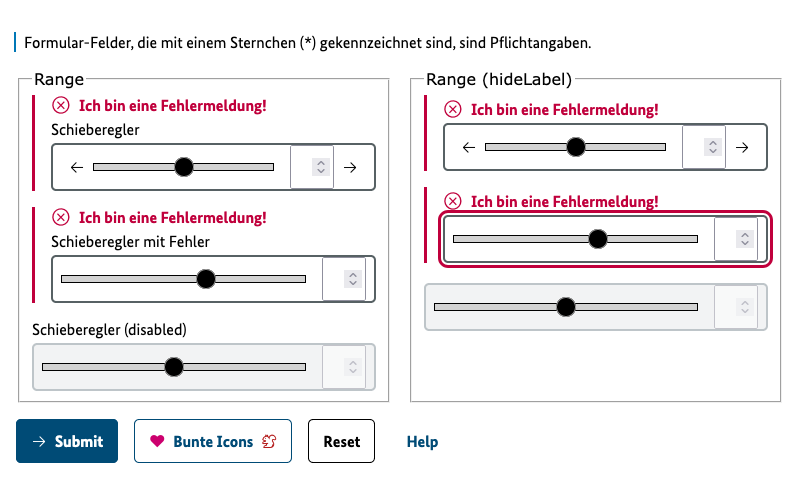 Formular-Felder, die mit einem Sternchen (*) gekennzeichnet sind, sind Pflichtangaben.
Range
Ich bin eine Fehlermeldung!
Schieberegler
Ich bin eine Fehlermeldung!
Schieberegler mit Fehler
Schieberegler (disabled)
Range (hideLabel)
Ich bin eine Fehlermeldung!
Ich bin eine Fehlermeldung!
Submit
Bunte Icons
Reset
Help